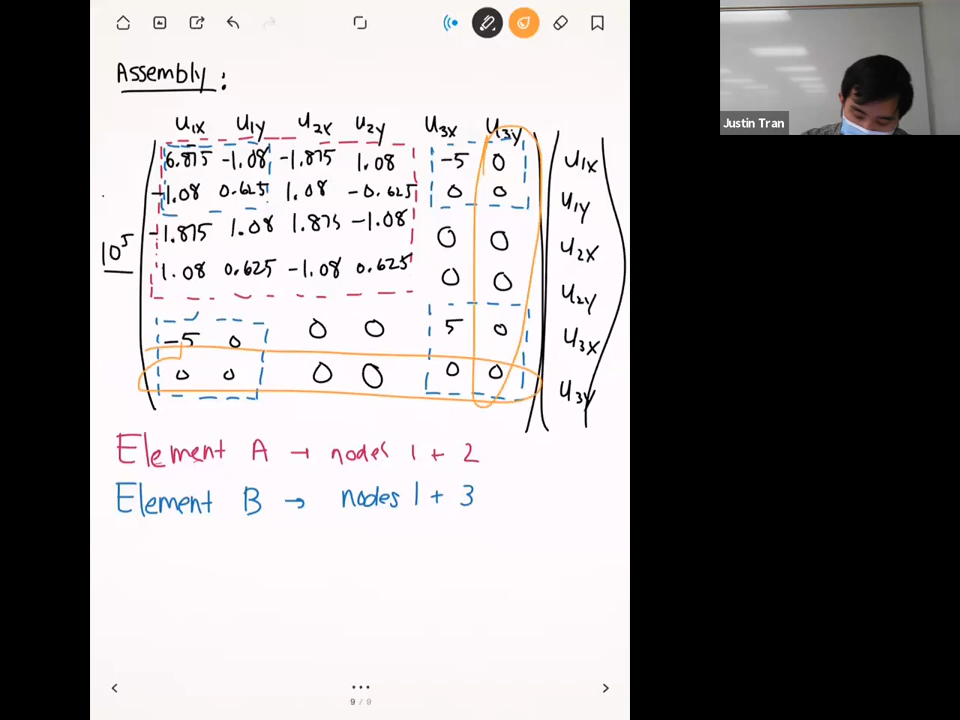 Assembly :
u1x u1y u2x u2y u3x u3y
6.875 -1.08 -1.875 1.08 -5 0 u1x
-1.08 0.625 1.08 -0.625 0 0 u1y
-1.875 1.08 1.875 -1.08 0 0 u2x
10^5
1.08 0.625 -1.08 0.625 0 0 u2y
-5 0 0 0 5 0 u3x
0 0 0 0 0 0 u3y
Element A → nodes 1 + 2
Element B → nodes 1 + 3
9 / 9
Justin Tran